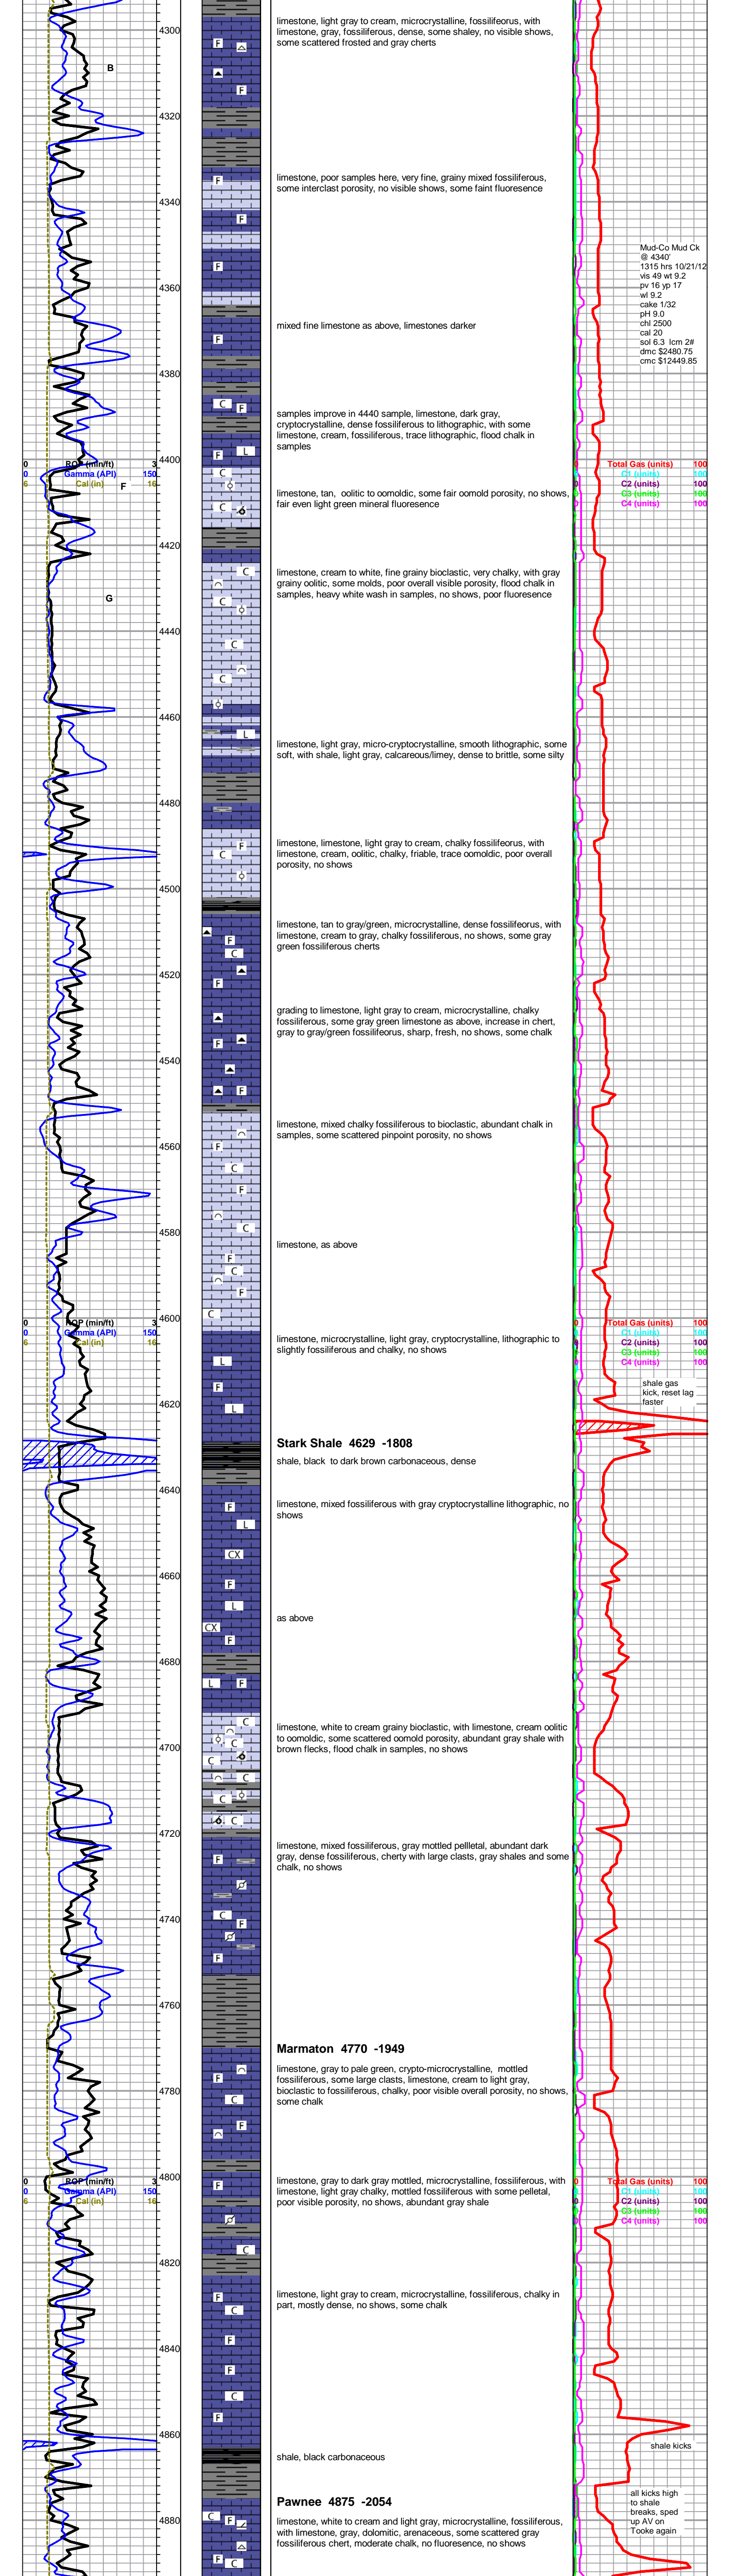 limestone, light gray to cream, microcrystalline, fossilifeorus, with
limestone, gray, fossiliferous, dense, some shaley, no visible shows,
some scattered frosted and gray cherts
4300
F
B
F
4320
limestone, poor samples here, very fine, grainy mixed fossiliferous,
some interclast porosity, no visible shows, some faint fluoresence
F
4340
F
Mud-Co Mud Ck
@ 4340'
1315 hrs 10/21/12
vis 49 wt 9.2
pv 16 yp 17
wl 9.2
cake 1/32
pH 9.0
chl 2500
cal 20
sol 6.3 lcm 2#
dmc $2480.75
cmc $12449.85
F
4360
mixed fine limestone as above, limestones darker
F
4380
C
F
samples improve in 4440 sample, limestone, dark gray,
cryptocrystalline, dense fossiliferous to lithographic, with some
limestone, cream, fossiliferous, trace lithographic, flood chalk in
samples
L
F
4400
0 ROP (min/ft) 3
0 Gamma (API) 150
6 Cal (in) 16
0 Total Gas (units) 100
C1 (units) 100
0 C2 (units) 100
C3 (units) 100
C4 (units) 100
C
F
limestone, tan, oolitic to oomoldic, some fair oomold porosity, no shows,
fair even light green mineral fluoresence
C
4420
limestone, cream to white, fine grainy bioclastic, very chalky, with gray
grainy oolitic, some molds, poor overall visible porosity, flood chalk in
samples, heavy white wash in samples, no shows, poor fluoresence
C
G
C
4440
C
C
4460
L
limestone, light gray, micro-cryptocrystalline, smooth lithographic, some
soft, with shale, light gray, calcareous/limey, dense to brittle, some silty
4480
limestone, limestone, light gray to cream, chalky fossilifeorus, with
limestone, cream, oolitic, chalky, friable, trace oomoldic, poor overall
porosity, no shows
F
C
4500
limestone, tan to gray/green, microcrystalline, dense fossilifeorus, with
limestone, cream to gray, chalky fossiliferous, no shows, some gray
green fossiliferous cherts
F
C
4520
F
grading to limestone, light gray to cream, microcrystalline, chalky
fossiliferous, some gray green limestone as above, increase in chert,
gray to gray/green fossilifeorus, sharp, fresh, no shows, some chalk
F
4540
F
limestone, mixed chalky fossiliferous to bioclastic, abundant chalk in
samples, some scattered pinpoint porosity, no shows
4560
F
C
F
4580
C
limestone, as above
F
C
F
C
4600
0 ROP (min/ft) 3
0 Gamma (API) 150
6 Cal (in) 16
0 Total Gas (units) 100
C1 (units) 100
0 C2 (units) 100
C3 (units) 100
C4 (units) 100
limestone, microcrystalline, light gray, cryptocrystalline, lithographic to
slightly fossiliferous and chalky, no shows
L
F
shale gas
kick, reset lag
faster
4620
L
Stark Shale 4629 -1808
shale, black to dark brown carbonaceous, dense
4640
limestone, mixed fossiliferous with gray cryptocrystalline lithographic, no
shows
F
L
CX
4660
F
L
as above
CX
F
4680
L
F
limestone, white to cream grainy bioclastic, with limestone, cream oolitic
to oomoldic, some scattered oomold porosity, abundant gray shale with
brown flecks, flood chalk in samples, no shows
C
C
4700
C
C
C
C
4720
limestone, mixed fossiliferous, gray mottled pellletal, abundant dark
gray, dense fossiliferous, cherty with large clasts, gray shales and some
chalk, no shows
F
C
F
4740
F
4760
Marmaton 4770 -1949
limestone, gray to pale green, crypto-microcrystalline, mottled
fossiliferous, some large clasts, limestone, cream to light gray,
bioclastic to fossiliferous, chalky, poor visible overall porosity, no shows,
some chalk
F
4780
C
F
4800
0 ROP (min/ft) 3
0 Gamma (API) 150
6 Cal (in) 16
0 Total Gas (units) 100
C1 (units) 100
0 C2 (units) 100
C3 (units) 100
C4 (units) 100
limestone, gray to dark gray mottled, microcrystalline, fossiliferous, with
limestone, light gray chalky, mottled fossiliferous with some pelletal,
poor visible porosity, no shows, abundant gray shale
F
C
4820
limestone, light gray to cream, microcrystalline, fossiliferous, chalky in
part, mostly dense, no shows, some chalk
F
C
F
4840
F
C
F
4860
shale kicks
shale, black carbonaceous
Pawnee 4875 -2054
all kicks high
to shale
breaks, sped
up AV on
Tooke again
4880
C
F
limestone, white to cream and light gray, microcrystalline, fossiliferous,
with limestone, gray, dolomitic, arenaceous, some scattered gray
fossiliferous chert, moderate chalk, no fluoresence, no shows
F
C